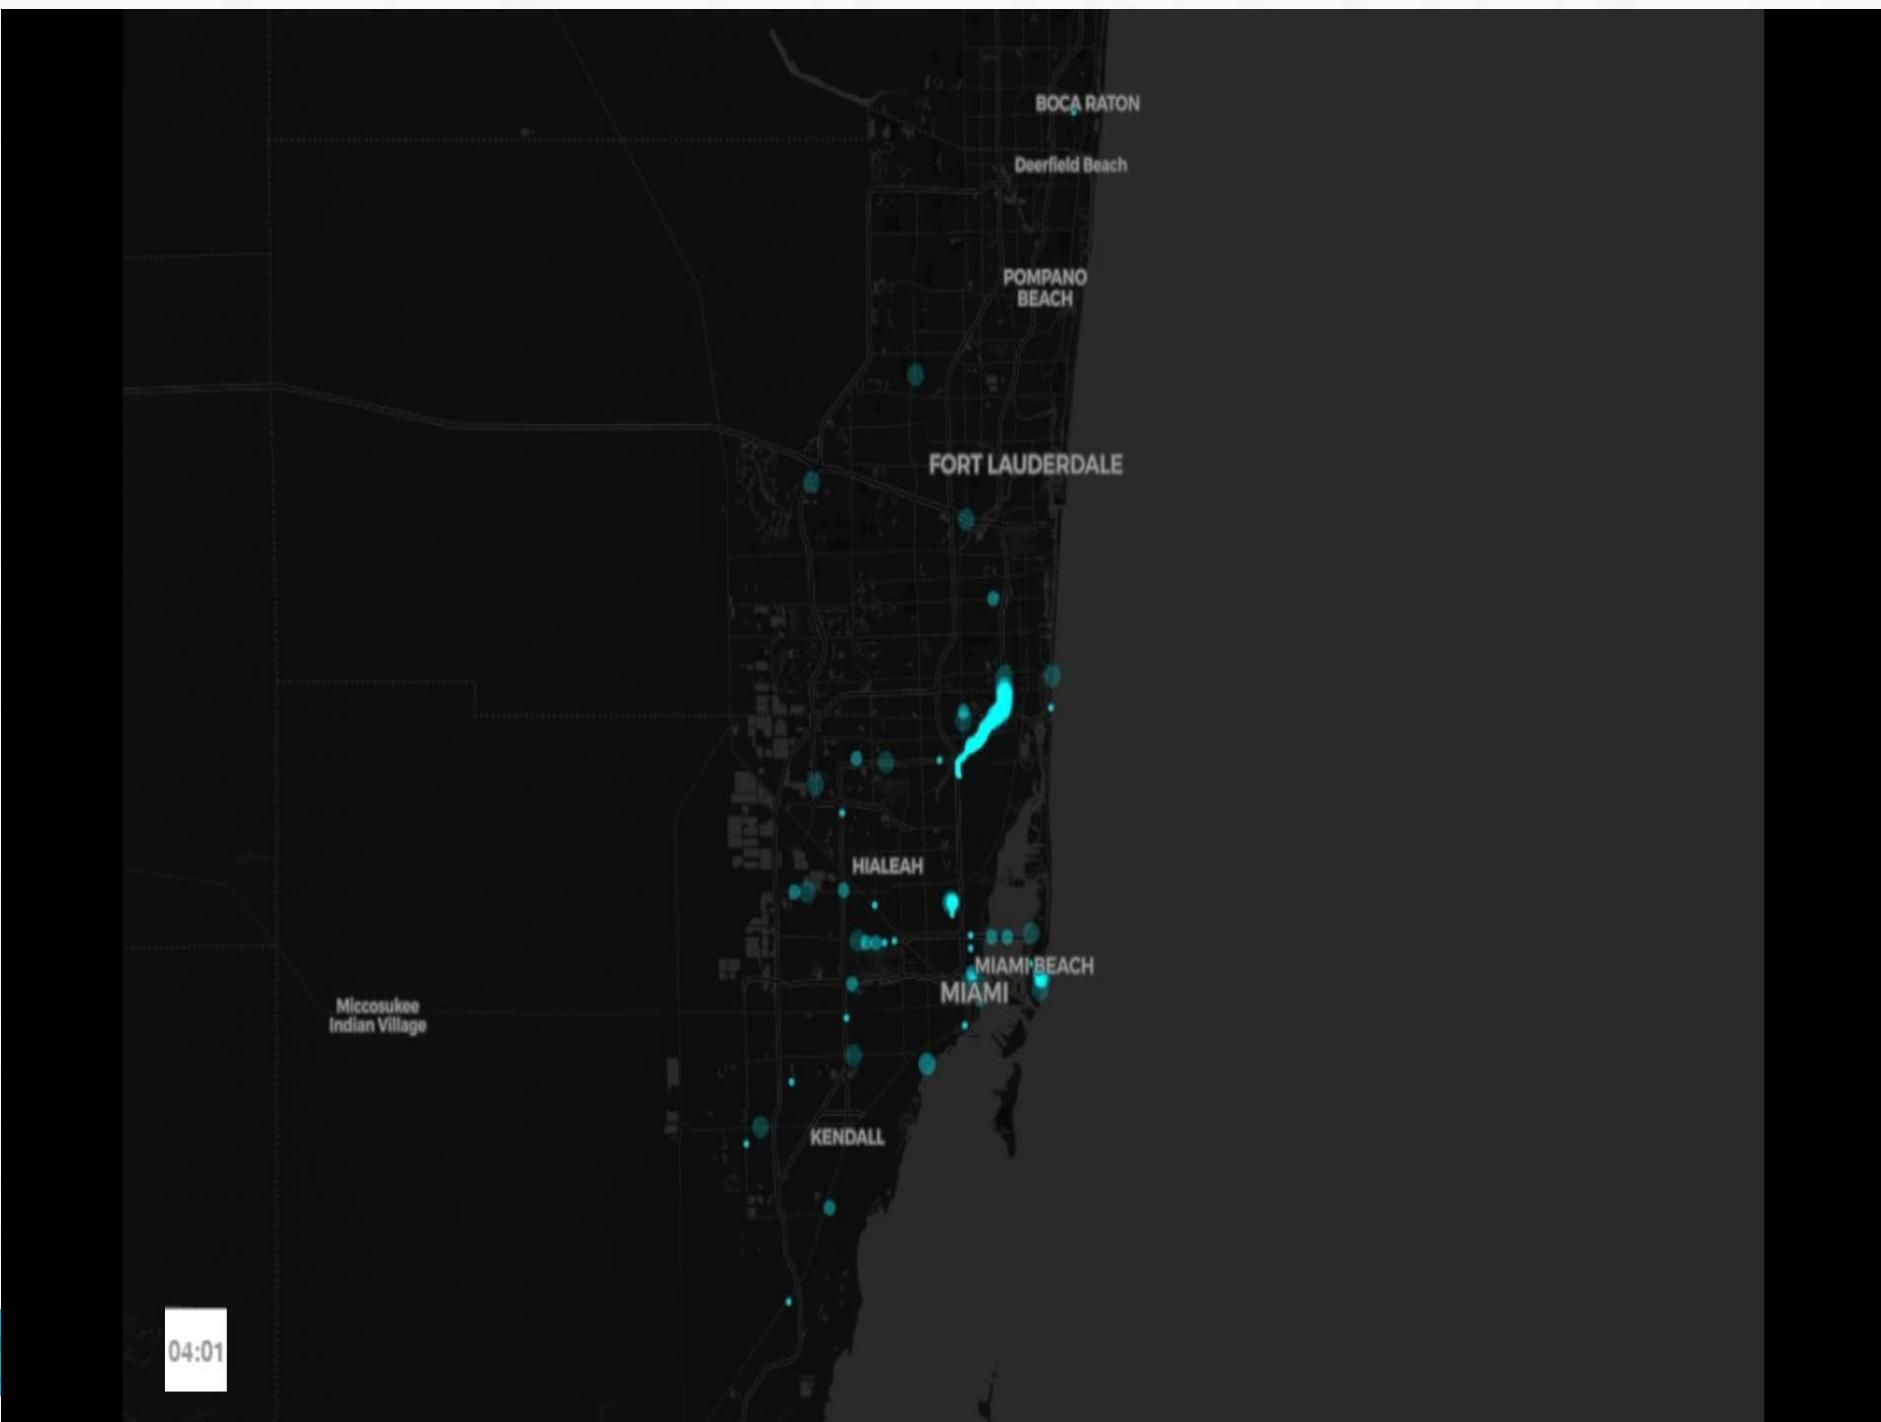 BOCA RATON
Deerfield Beach
POMPANO
BEACH
FORT LAUDERDALE
HIALEAH
MIAMI BEACH
MIAMI
Miccosukee
Indian Village
KENDALL
04:01